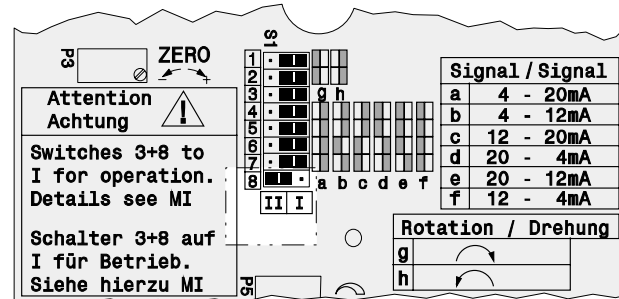 P3
ZERO
- +
S1
1
2
3
4
5
6
7
8
g h
a b c d e f
II I
Attention
Achtung
!
Switches 3+8 to
I for operation.
Details see MI
Schalter 3+8 auf
I für Betrieb.
Siehe hierzu MI
P5
Signal / Signal
a 4 - 20mA
b 4 - 12mA
c 12 - 20mA
d 20 - 4mA
e 20 - 12mA
f 12 - 4mA
Rotation / Drehung
g
h